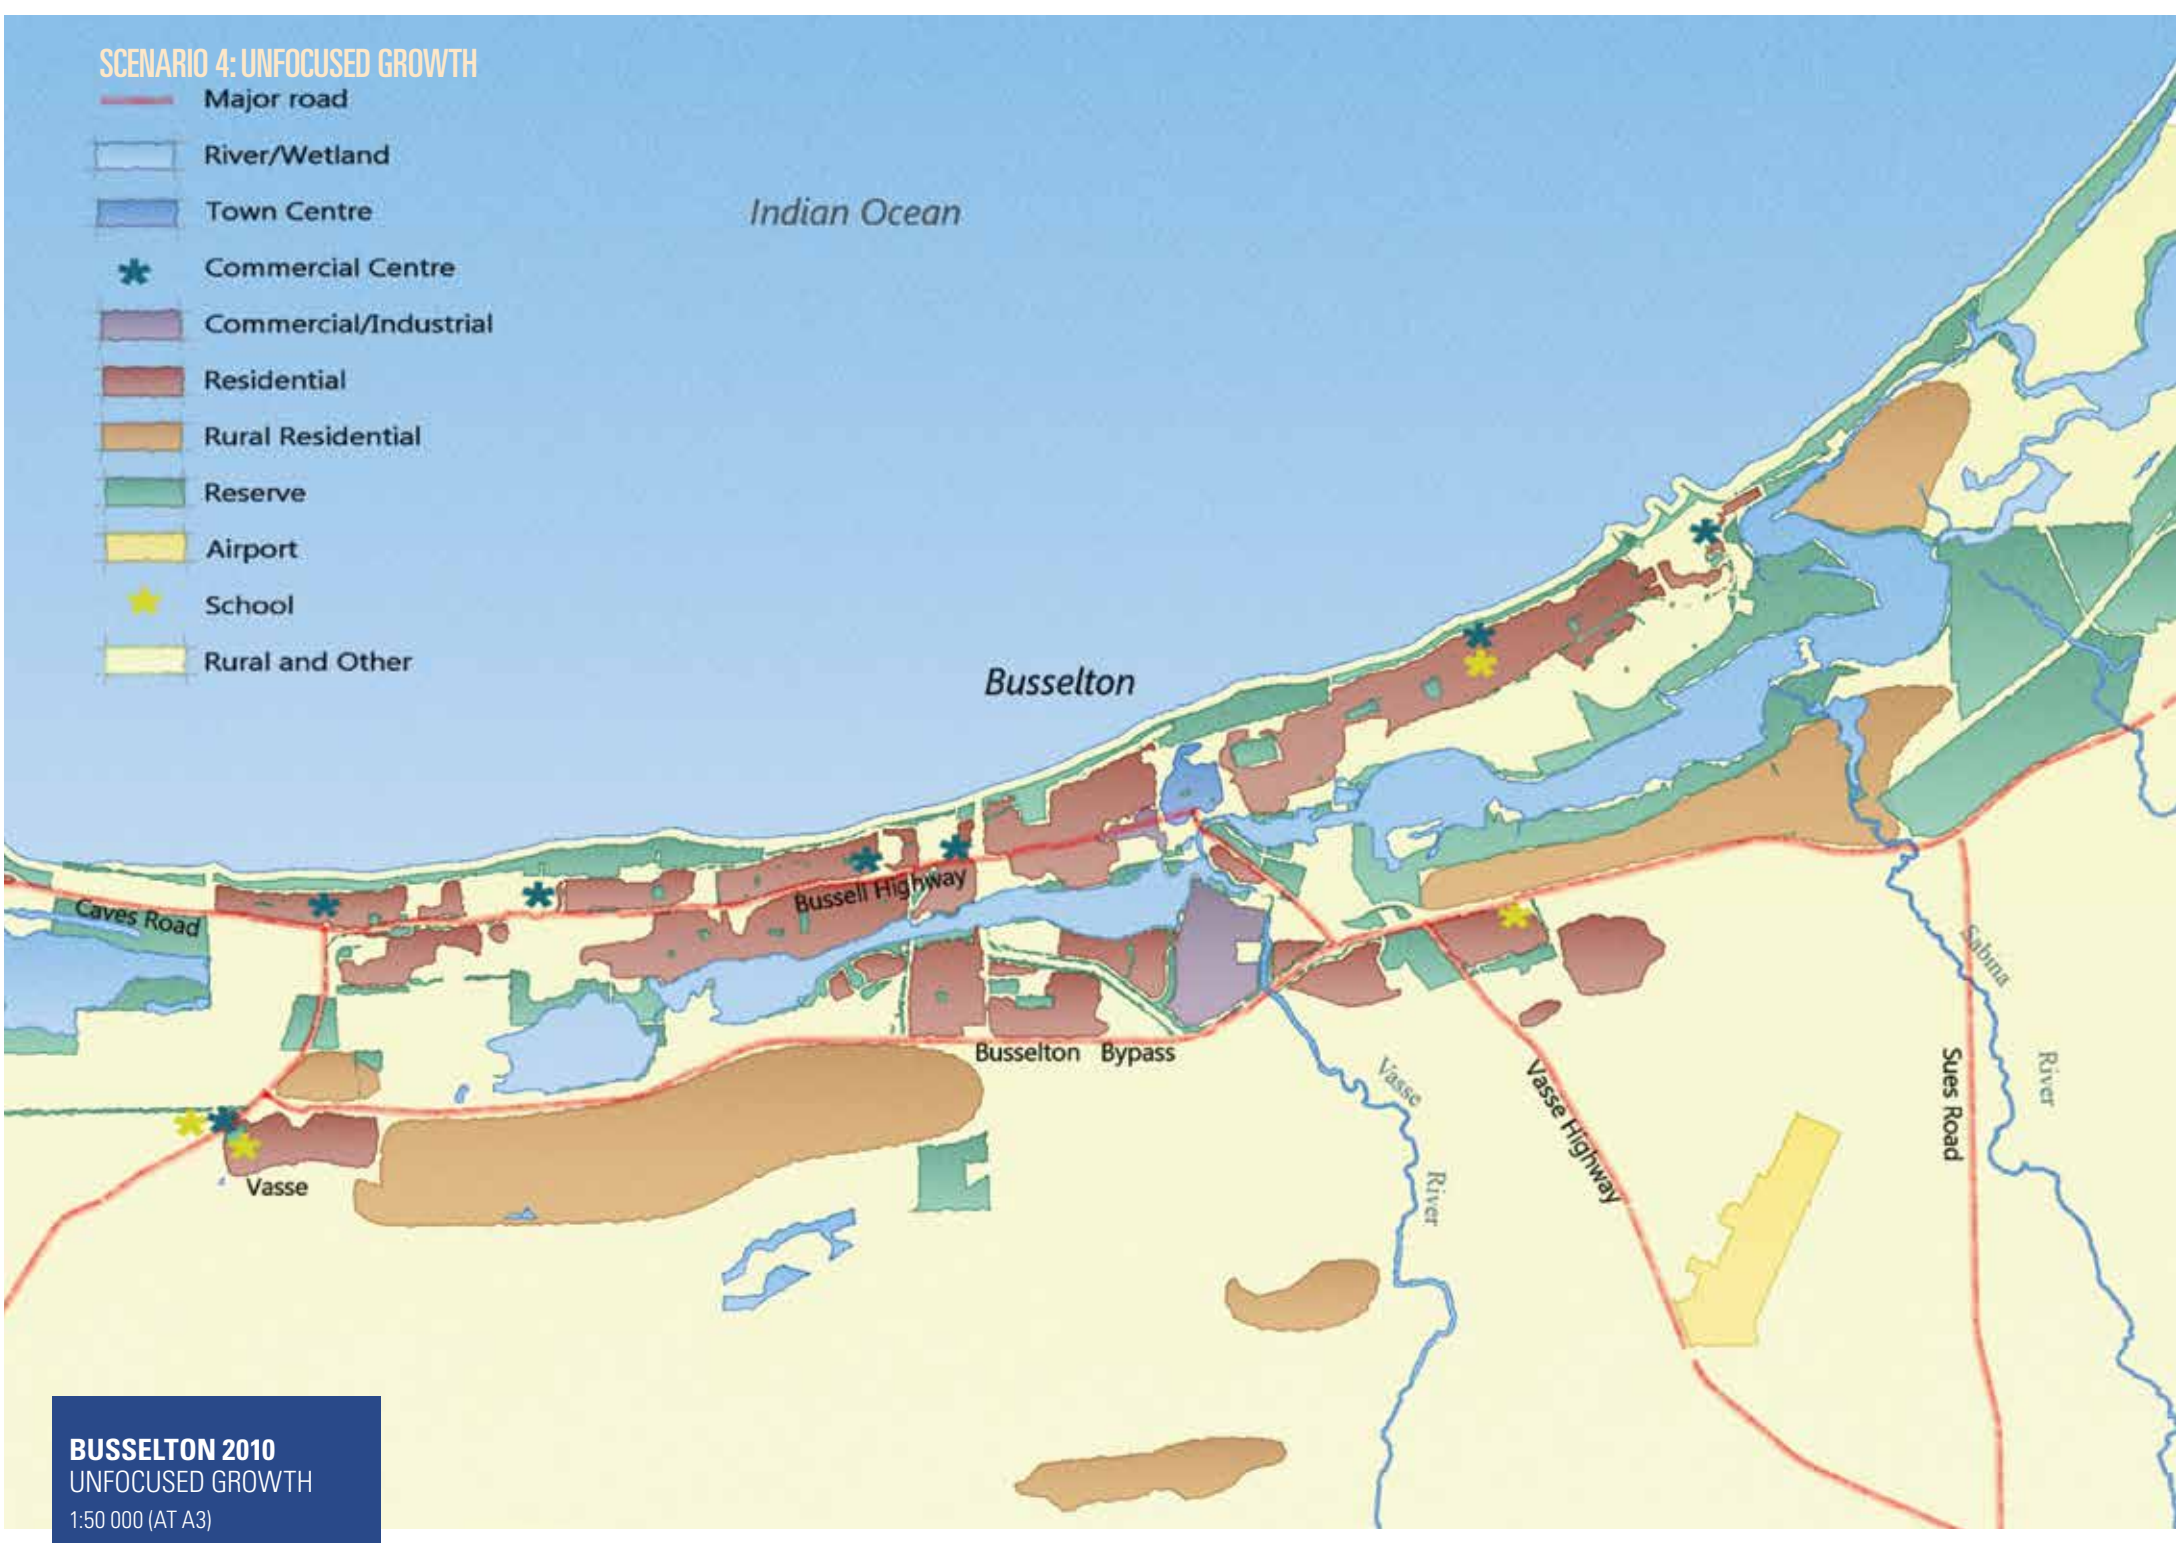 SCENARIO 4: UNFOCUSED GROWTH
Major road
River/Wetland
Town Centre
Commercial Centre
Commercial/Industrial
Residential
Rural Residential
Reserve
Airport
School
Rural and Other
Indian Ocean
Busselton
Caves Road
Bussell Highway
Busselton Bypass
Vasse
Vasse
River
Vasse Highway
Sues Road
Sabina
River
BUSSELTON 2010
UNFOCUSED GROWTH
1:50 000 (AT A3)